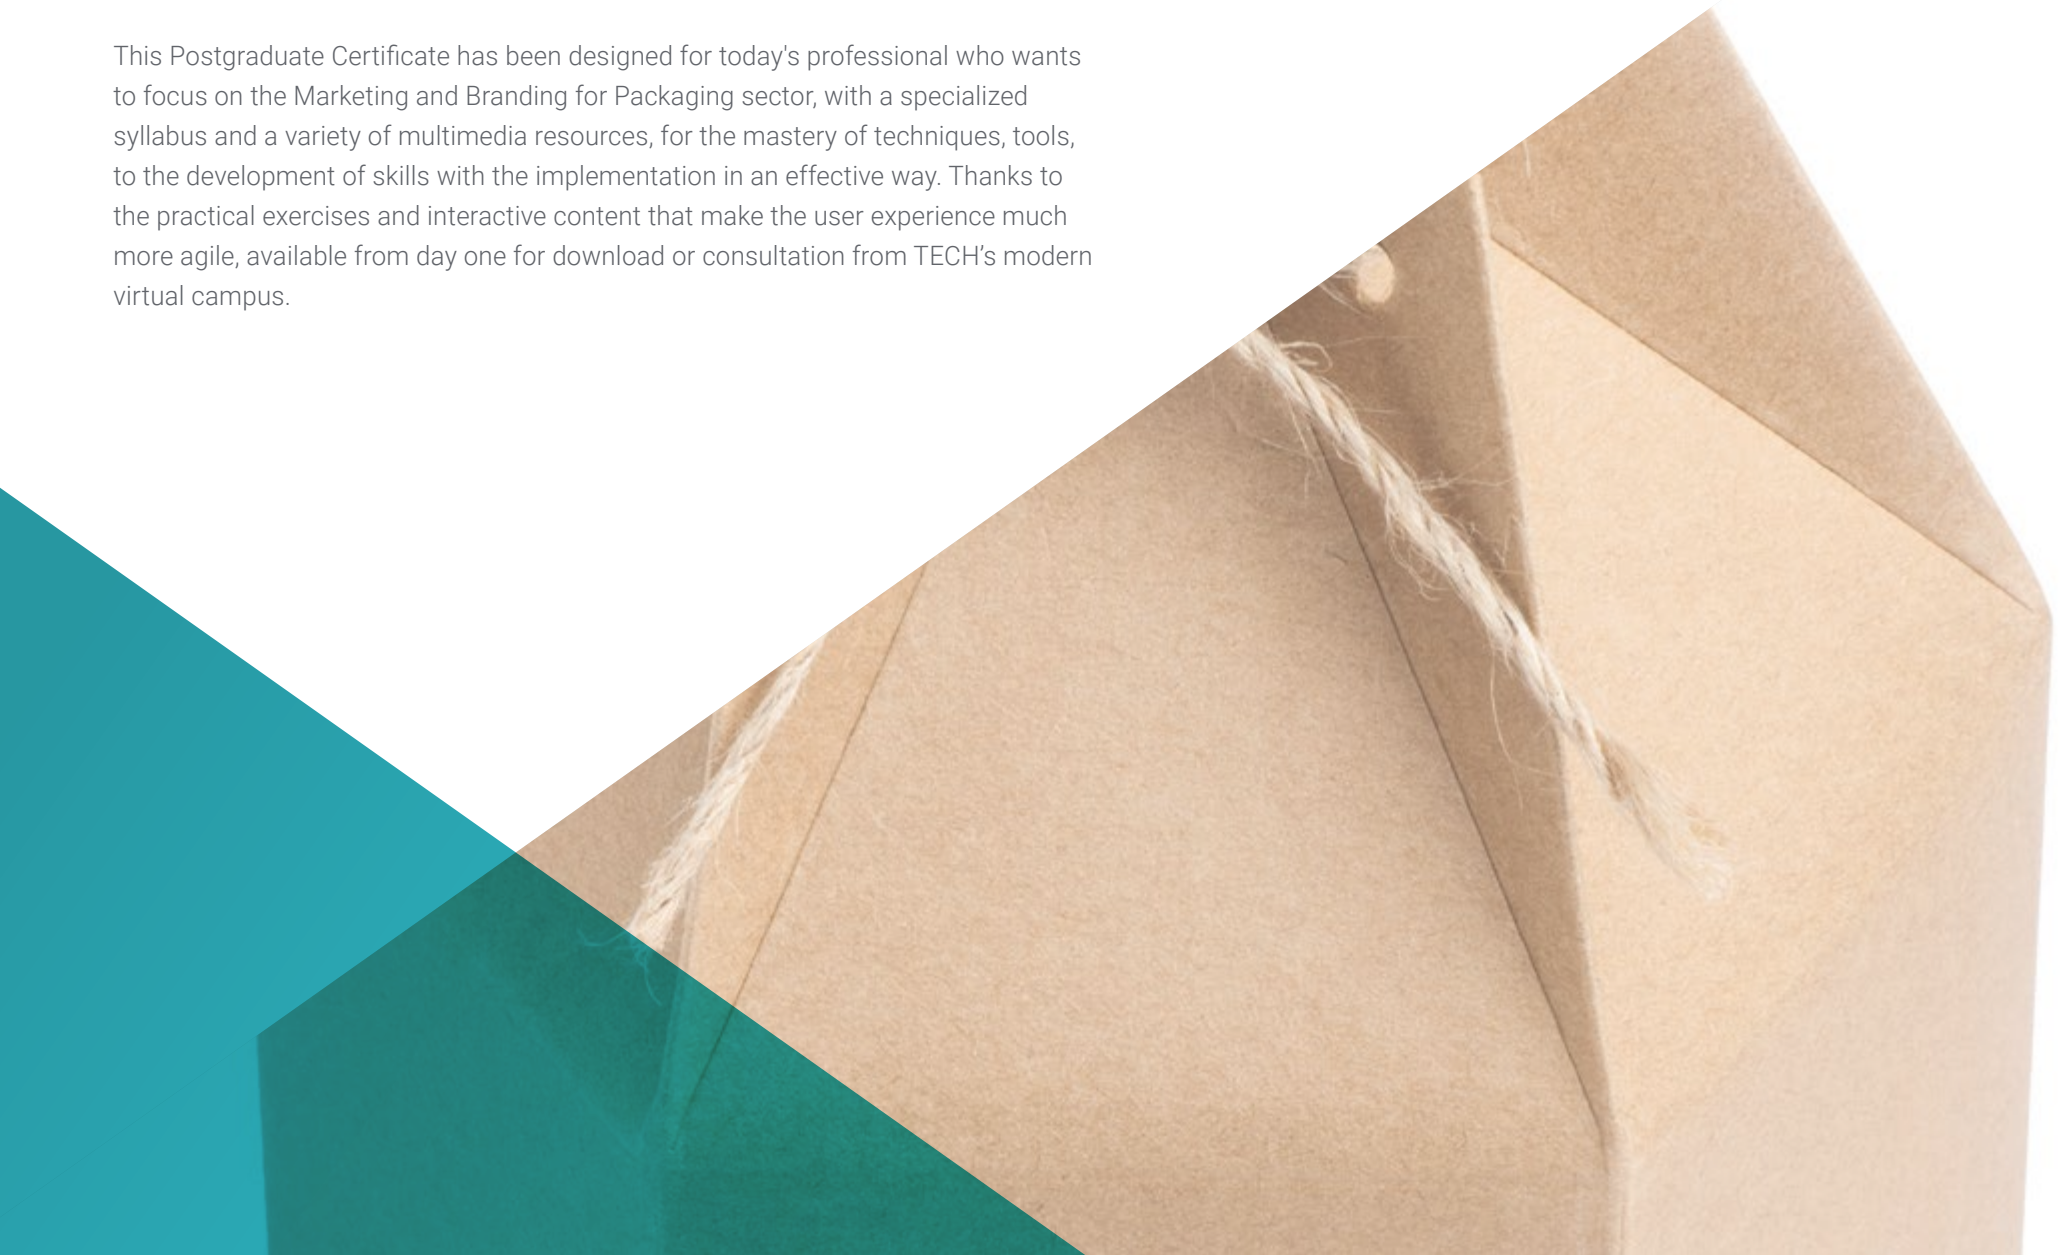 This Postgraduate Certificate has been designed for today's professional who wants
to focus on the Marketing and Branding for Packaging sector, with a specialized
syllabus and a variety of multimedia resources, for the mastery of techniques, tools,
to the development of skills with the implementation in an effective way. Thanks to
the practical exercises and interactive content that make the user experience much
more agile, available from day one for download or consultation from TECH’s modern
virtual campus.